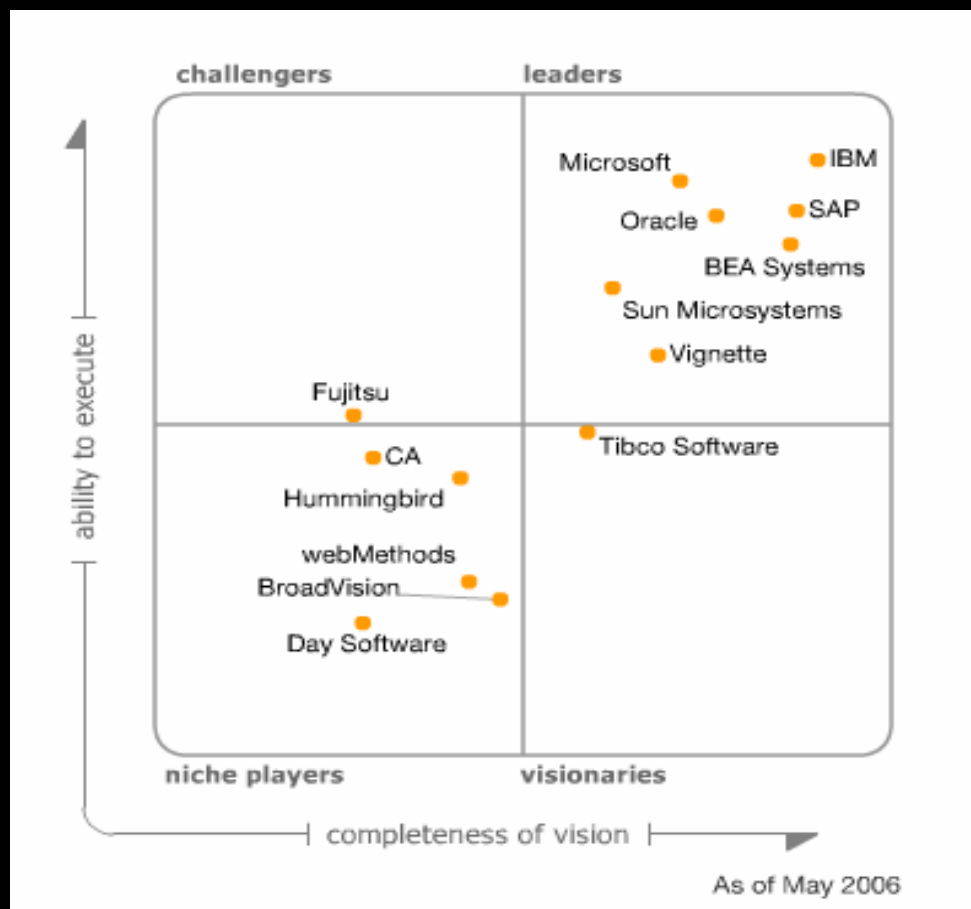 challengers
leaders
IBM
Microsoft
SAP
Oracle
BEA Systems
Sun Microsystems
Vignette
Fujitsu
Tibco Software
CA
Hummingbird
webMethods
BroadVision
Day Software
ability to execute
niche players
visionaries
completeness of vision
As of May 2006